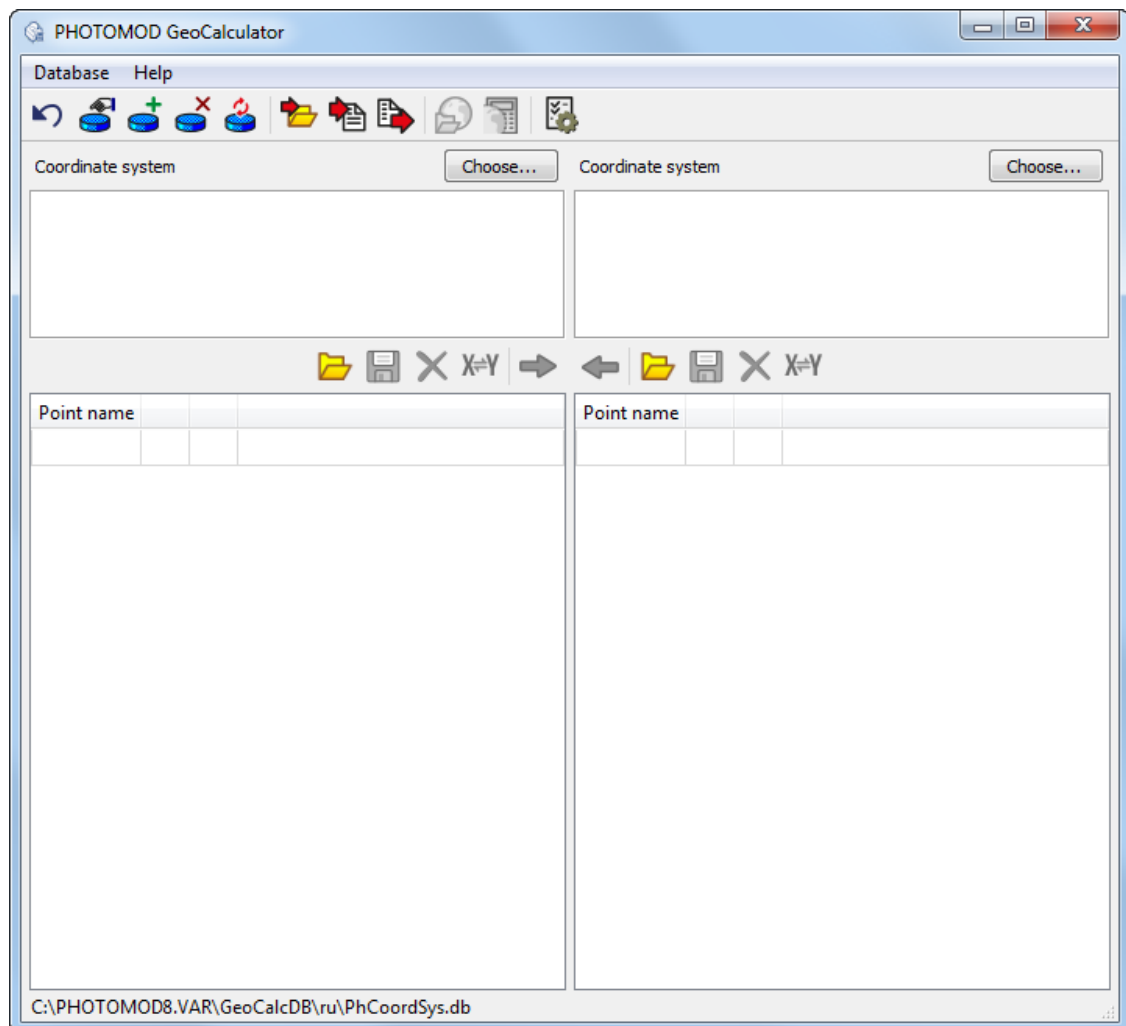 PHOTOMOD GeoCalculator
Database Help
Coordinate system Choose... Coordinate system Choose...
X⇌Y X⇌Y
Point name Point name
C:\PHOTOMOD8.VAR\GeoCalcDB\ru\PhCoordSys.db